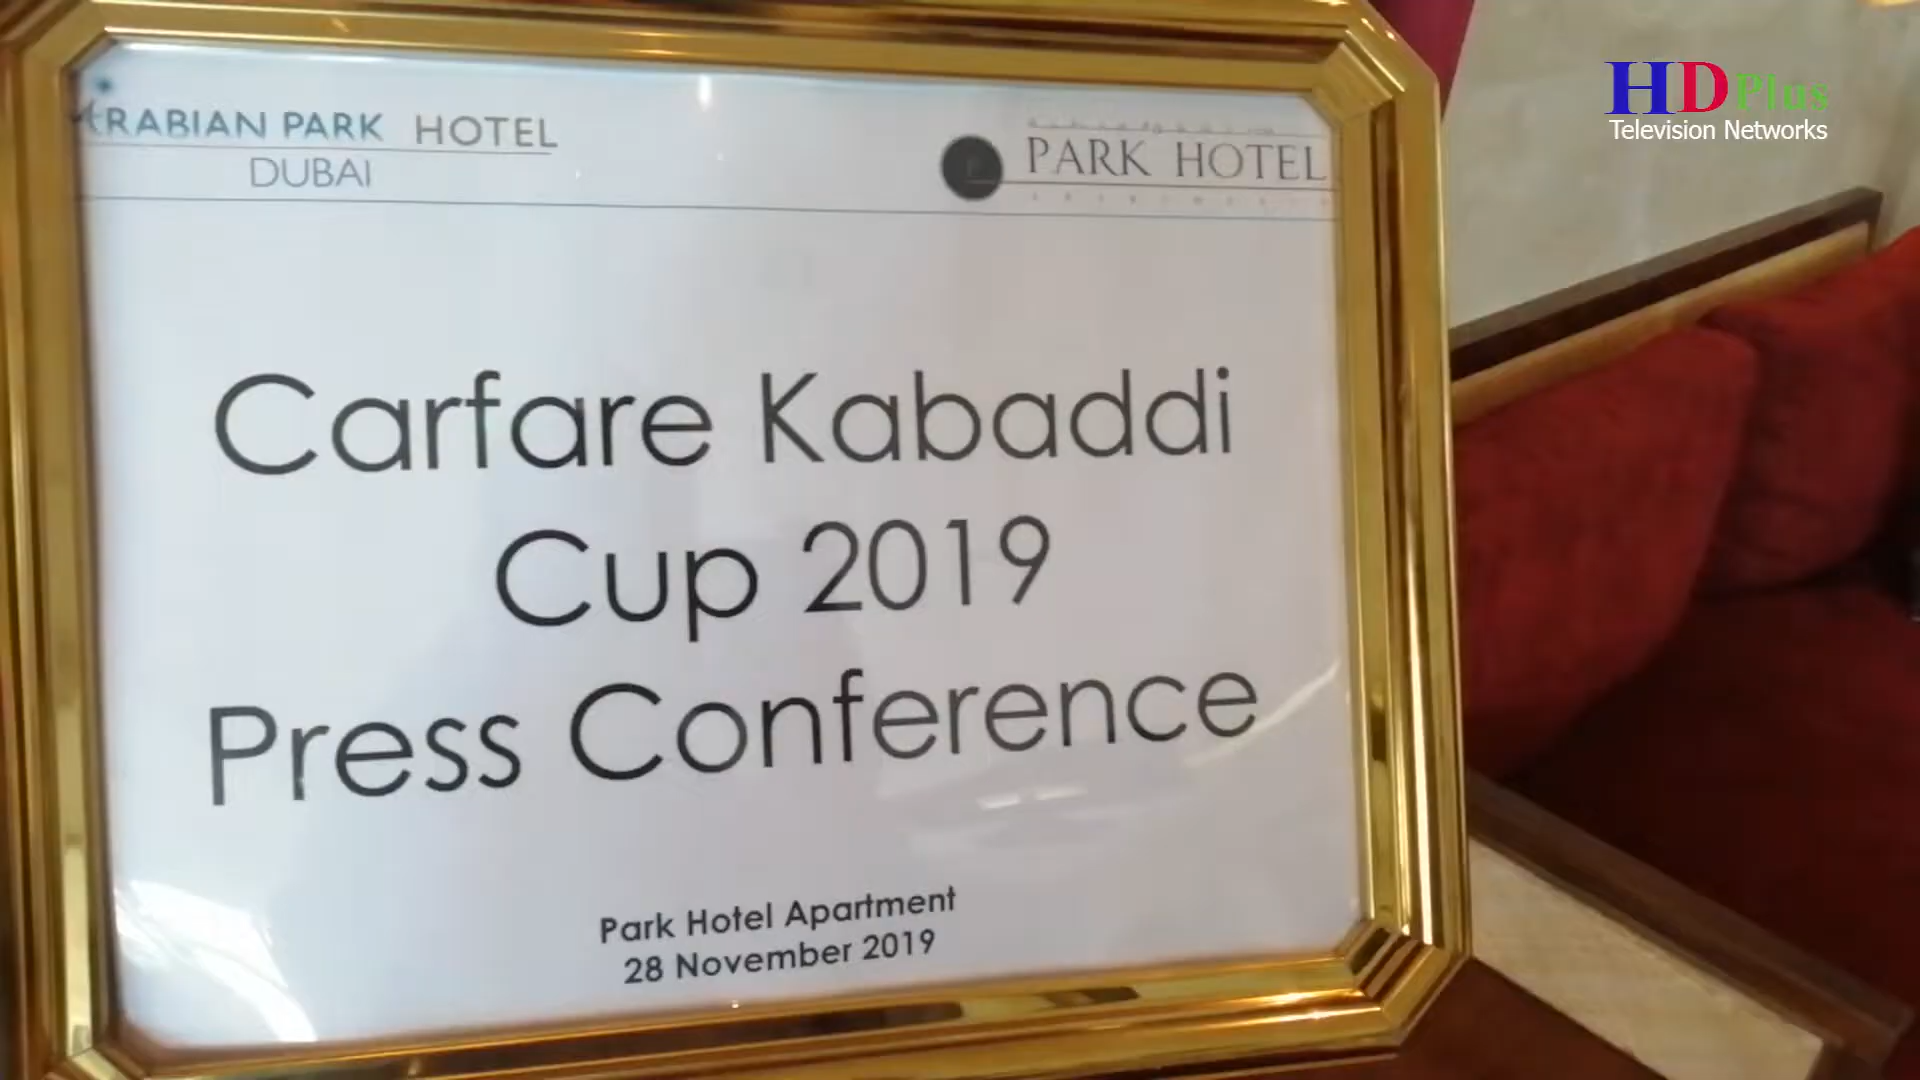 ARABIAN PARK HOTEL
DUBAI
PARK HOTEL
HD Plus
Television Networks
Carfare Kabaddi
Cup 2019
Press Conference
Park Hotel Apartment
28 November 2019